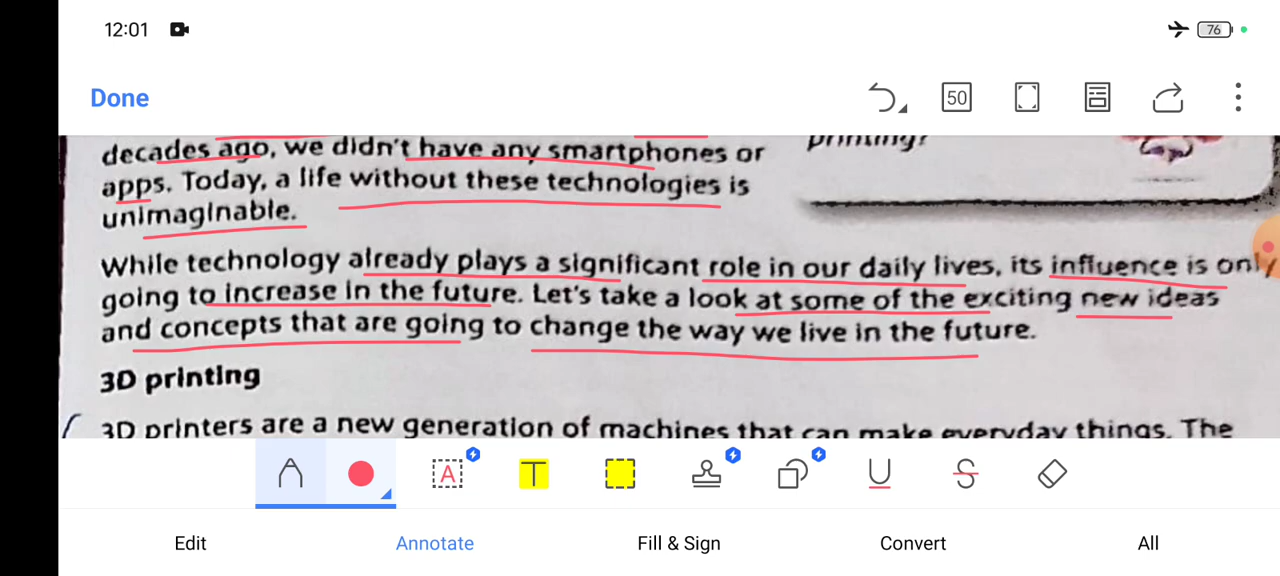 12:01
76
Done
50
decades ago, we didn't have any smartphones or
printing?
apps. Today, a life without these technologies is
unimaginable.
While technology already plays a significant role in our daily lives, its influence is only
going to increase in the future. Let's take a look at some of the exciting new ideas
and concepts that are going to change the way we live in the future.
3D printing
3D printers are a new generation of machines that can make everyday things. The
A
T
U
S
Edit
Annotate
Fill & Sign
Convert
All